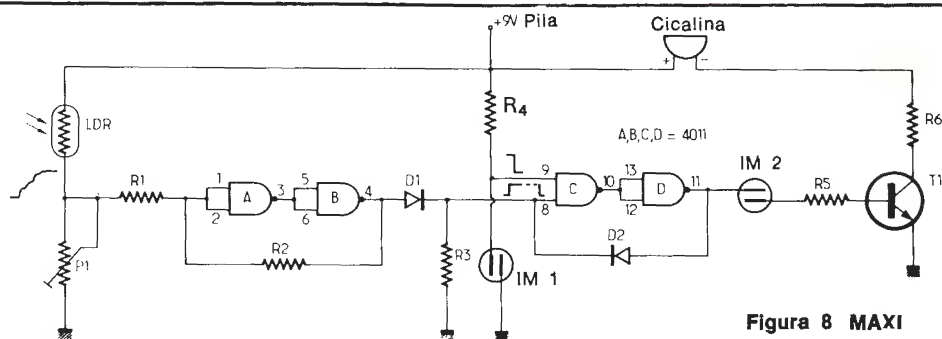 +9V Pila
Cicalina
LDR
R4
R6
A,B,C,D = 4011
IM 2
T1
R1
1
2
A
3
5
6
B
4
D1
9
8
C
10
13
12
D
11
R5
R2
D2
P1
R3
IM 1
+
-
Figura 8 MAXI